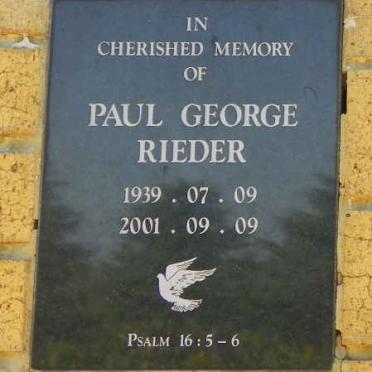 IN
CHERISHED MEMORY
OF
PAUL GEORGE
RIEDER
1939 . 07 . 09
2001 . 09 . 09
PSALM 16 : 5 – 6